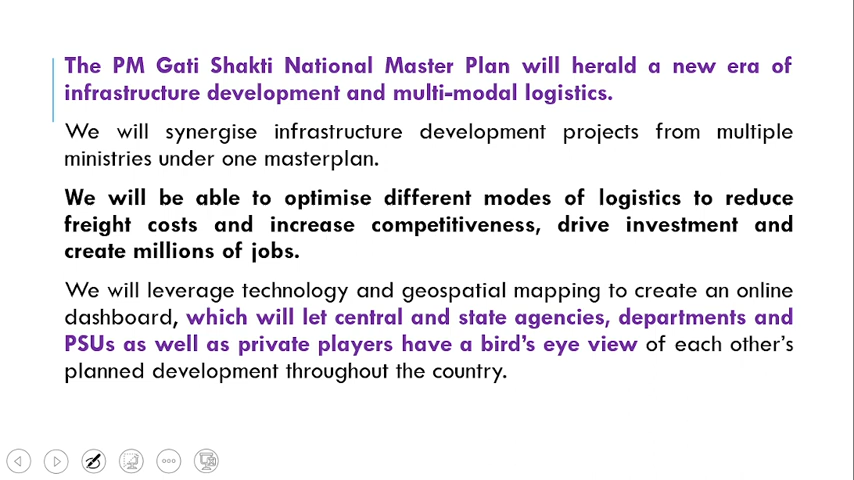 The PM Gati Shakti National Master Plan will herald a new era of
infrastructure development and multi-modal logistics.
We will synergise infrastructure development projects from multiple
ministries under one masterplan.
We will be able to optimise different modes of logistics to reduce
freight costs and increase competitiveness, drive investment and
create millions of jobs.
We will leverage technology and geospatial mapping to create an online
dashboard, which will let central and state agencies, departments and
PSUs as well as private players have a bird's eye view of each other's
planned development throughout the country.